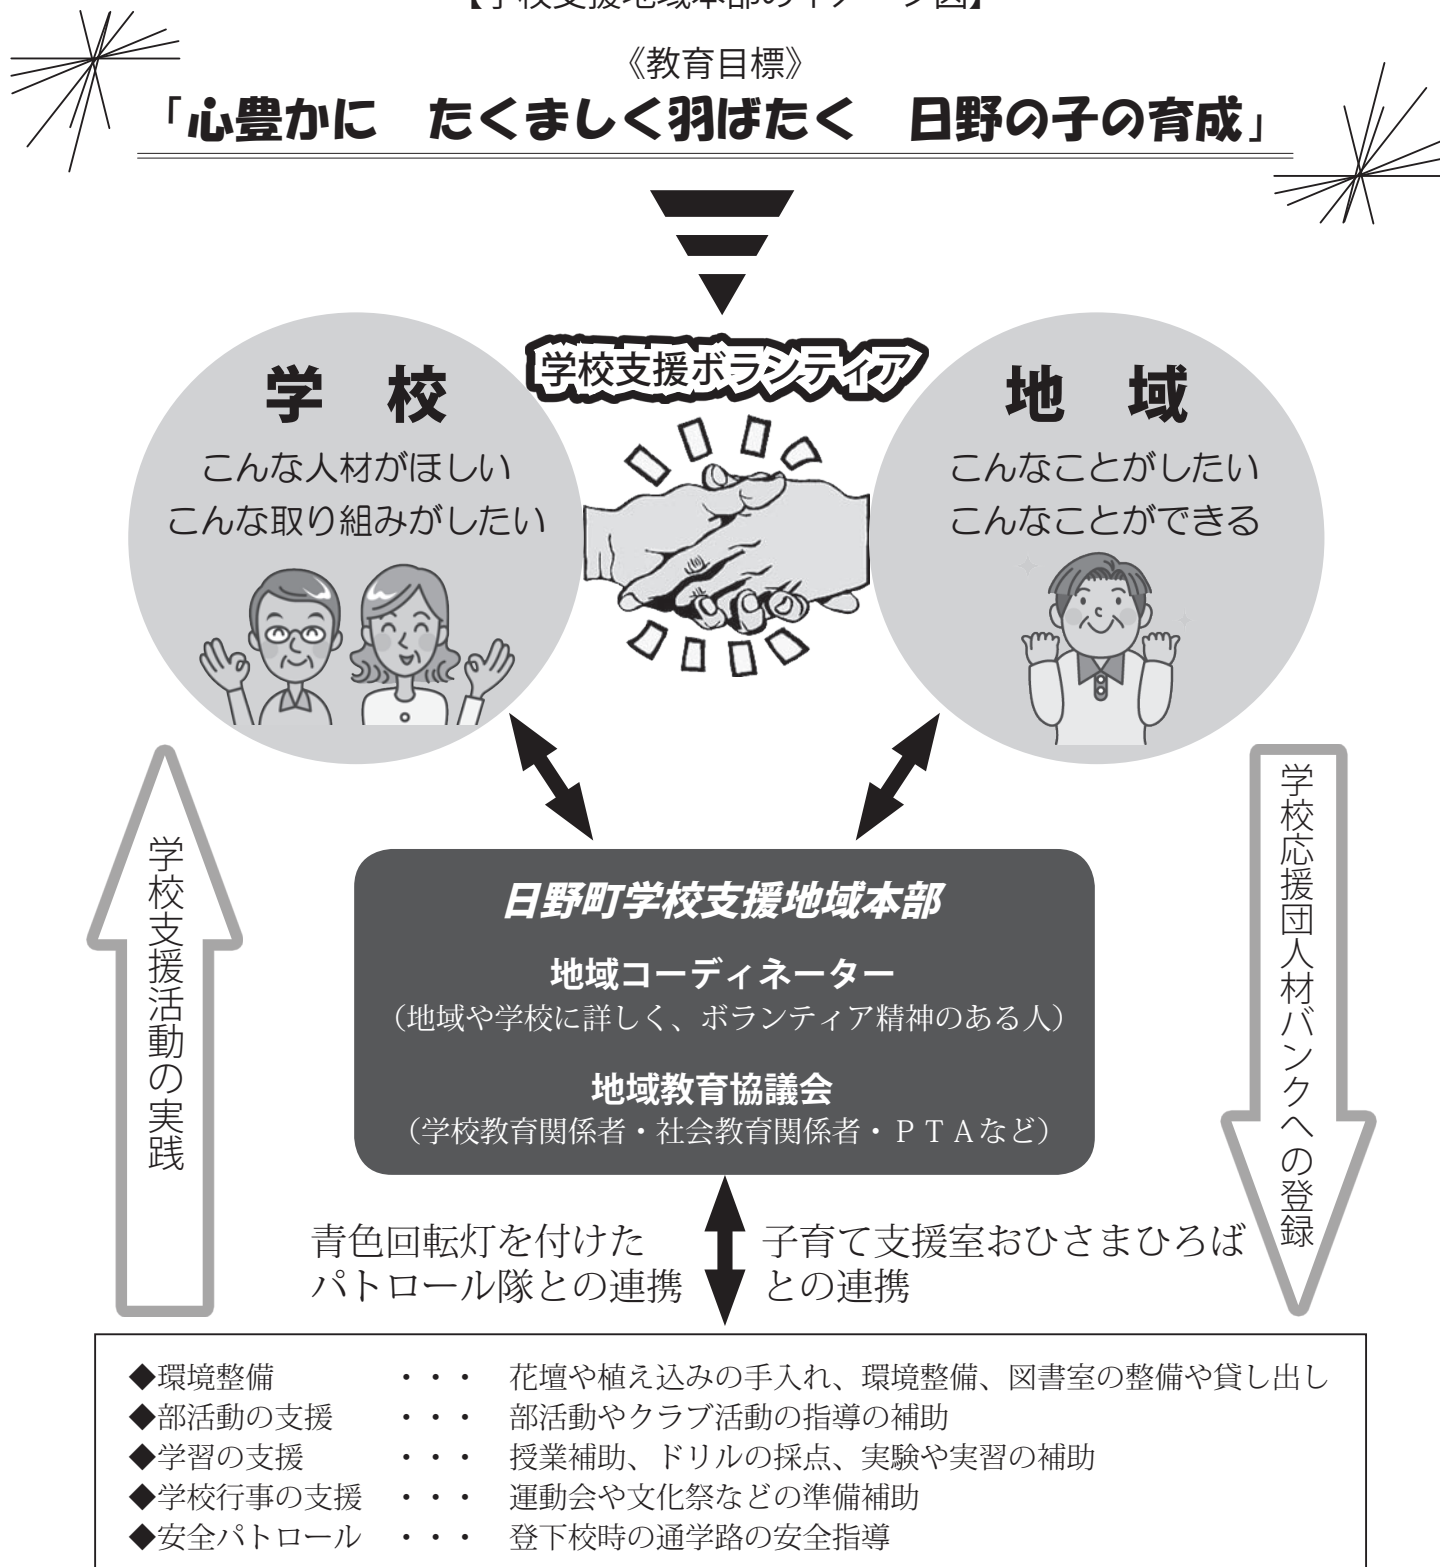 【学校支援地域本部のイメージ図】
《教育目標》
「心豊かに　たくましく羽ばたく　日野の子の育成」
学校支援ボランティア
学　校
こんな人材がほしい
こんな取り組みがしたい
地　域
こんなことがしたい
こんなことができる
学校支援活動の実践
学校応援団人材バンクへの登録
日野町学校支援地域本部
地域コーディネーター
（地域や学校に詳しく、ボランティア精神のある人）
地域教育協議会
（学校教育関係者・社会教育関係者・ＰＴＡなど）
青色回転灯を付けた
パトロール隊との連携
子育て支援室おひさまひろば
との連携
◆環境整備　・・・　花壇や植え込みの手入れ、環境整備、図書室の整備や貸し出し
◆部活動の支援　・・・　部活動やクラブ活動の指導の補助
◆学習の支援　・・・　授業補助、ドリルの採点、実験や実習の補助
◆学校行事の支援　・・・　運動会や文化祭などの準備補助
◆安全パトロール　・・・　登下校時の通学路の安全指導